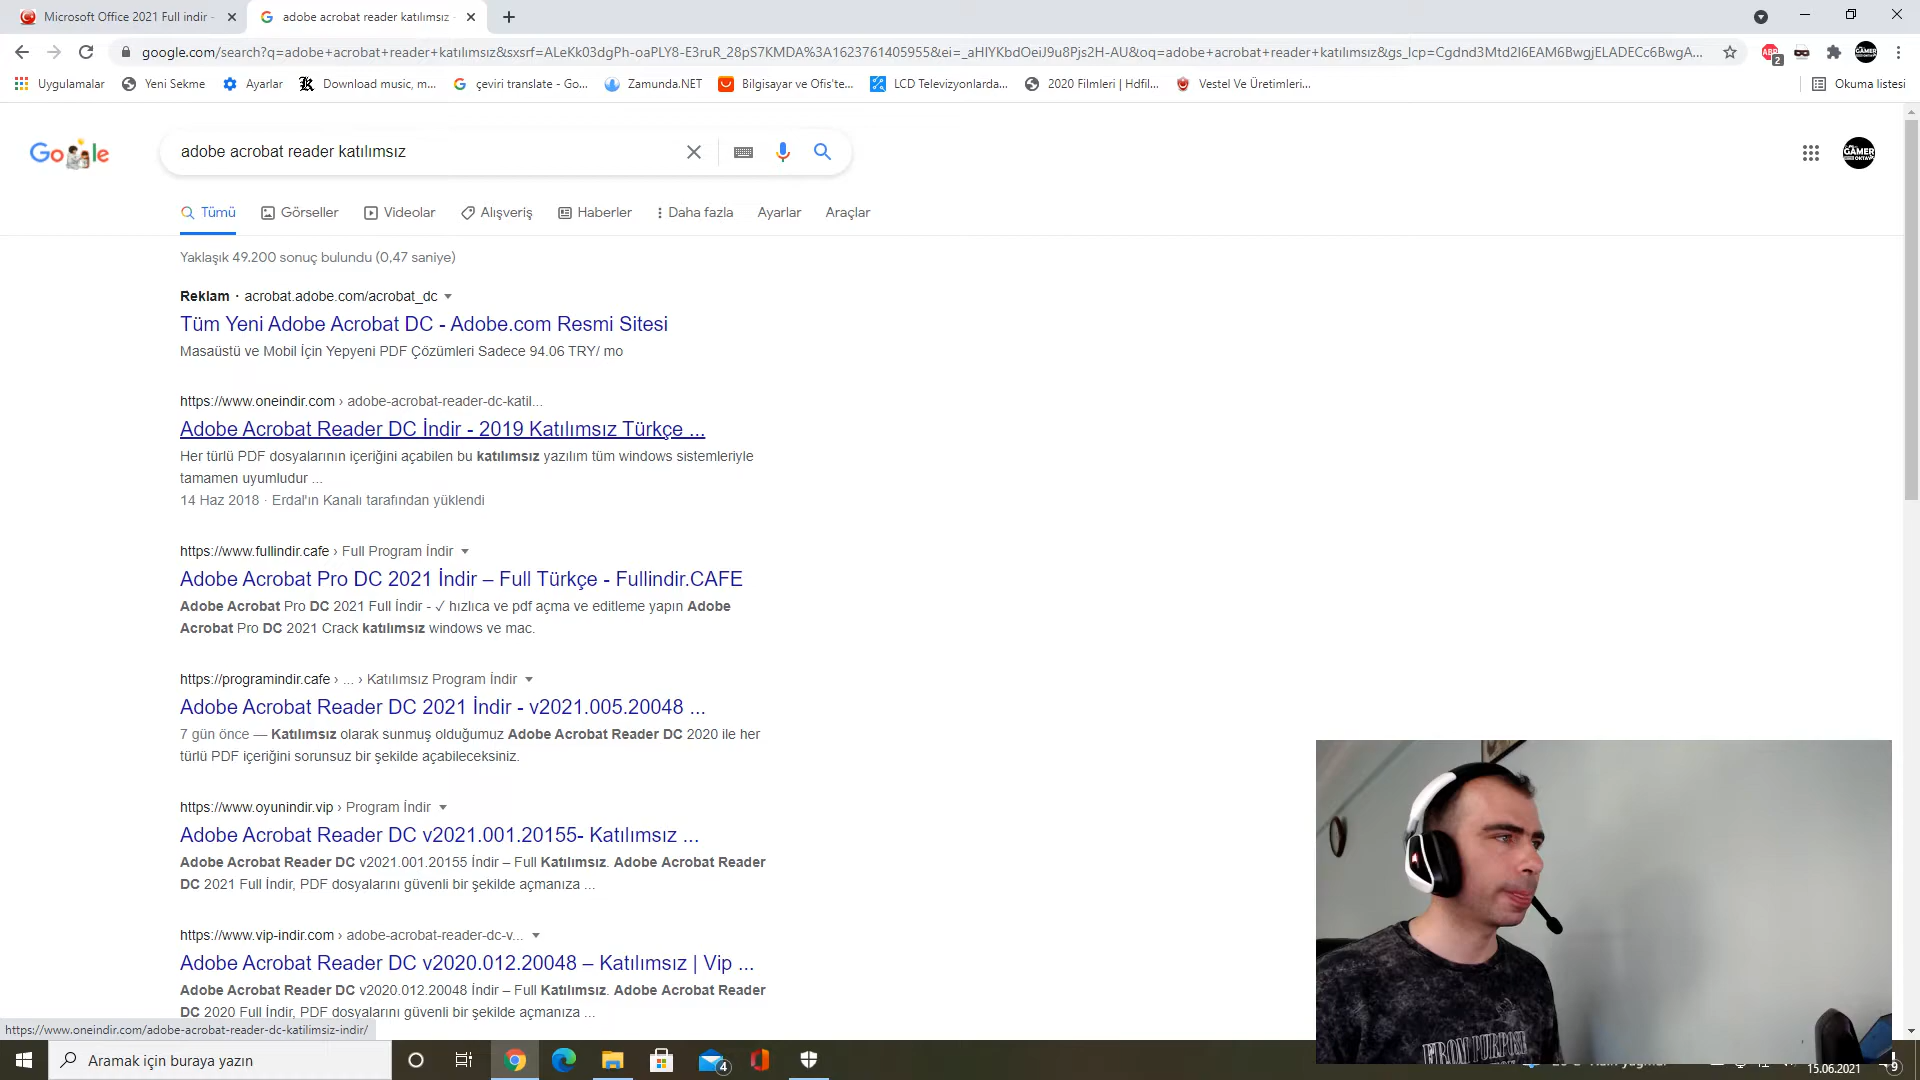 Microsoft Office 2021 Full indir -
adobe acrobat reader katılımsız -
google.com/search?q=adobe+acrobat+reader+katılımsız&sxsrf=ALeKk03dgPh-oaPLY8-E3ruR_28pS7KMDA%3A1623761405955&ei=_aHIYKbdOeiJ9u8Pjs2H-AU&oq=adobe+acrobat+reader+katılımsız&gs_lcp=Cgdnd3Mtd2l6EAM6BwgjELADECc6BwgA...
2
Uygulamalar
Yeni Sekme
Ayarlar
Download music, m...
çeviri translate - Go...
Zamunda.NET
Bilgisayar ve Ofis'te...
LCD Televizyonlarda...
2020 Filmleri | Hdfil...
Vestel Ve Üretimleri...
Okuma listesi
adobe acrobat reader katılımsız
GAMER
Tümü
Görseller
Videolar
Alışveriş
Haberler
Daha fazla
Ayarlar
Araçlar
Yaklaşık 49.200 sonuç bulundu (0,47 saniye)
Reklam · acrobat.adobe.com/acrobat_dc
Tüm Yeni Adobe Acrobat DC - Adobe.com Resmi Sitesi
Masaüstü ve Mobil İçin Yepyeni PDF Çözümleri Sadece 94.06 TRY/ mo
https://www.oneindir.com › adobe-acrobat-reader-dc-katil...
Adobe Acrobat Reader DC İndir - 2019 Katılımsız Türkçe ...
Her türlü PDF dosyalarının içeriğini açabilen bu katılımsız yazılım tüm windows sistemleriyle
tamamen uyumludur ...
14 Haz 2018 · Erdal'ın Kanalı tarafından yüklendi
https://www.fullindir.cafe › Full Program İndir
Adobe Acrobat Pro DC 2021 İndir – Full Türkçe - Fullindir.CAFE
Adobe Acrobat Pro DC 2021 Full İndir - ✓ hızlıca ve pdf açma ve editleme yapın Adobe
Acrobat Pro DC 2021 Crack katılımsız windows ve mac.
https://programindir.cafe › ... › Katılımsız Program İndir
Adobe Acrobat Reader DC 2021 İndir - v2021.005.20048 ...
7 gün önce — Katılımsız olarak sunmuş olduğumuz Adobe Acrobat Reader DC 2020 ile her
türlü PDF içeriğini sorunsuz bir şekilde açabileceksiniz.
https://www.oyunindir.vip › Program İndir
Adobe Acrobat Reader DC v2021.001.20155- Katılımsız ...
Adobe Acrobat Reader DC v2021.001.20155 İndir – Full Katılımsız. Adobe Acrobat Reader
DC 2021 Full İndir, PDF dosyalarını güvenli bir şekilde açmanıza ...
https://www.vip-indir.com › adobe-acrobat-reader-dc-v...
Adobe Acrobat Reader DC v2020.012.20048 – Katılımsız | Vip ...
Adobe Acrobat Reader DC v2020.012.20048 İndir – Full Katılımsız. Adobe Acrobat Reader
DC 2020 Full İndir, PDF dosyalarını güvenli bir şekilde açmanıza ...
https://www.oneindir.com/adobe-acrobat-reader-dc-katilimsiz-indir/
FROM PURPOSE
Aramak için buraya yazın
4
15.06.2021
9